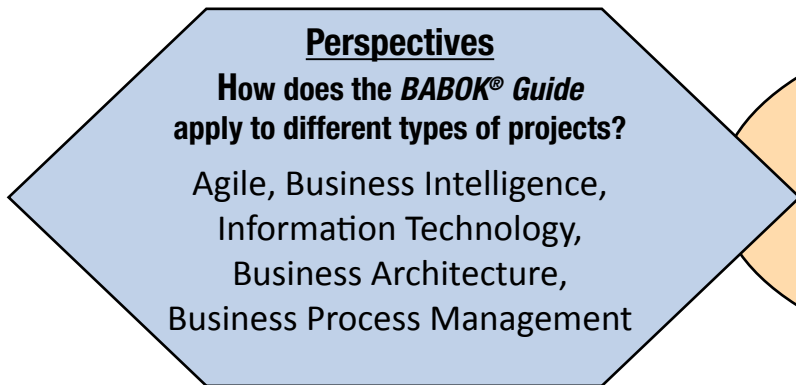 Perspectives
How does the BABOK® Guide
apply to different types of projects?
Agile, Business Intelligence,
Information Technology,
Business Architecture,
Business Process Management